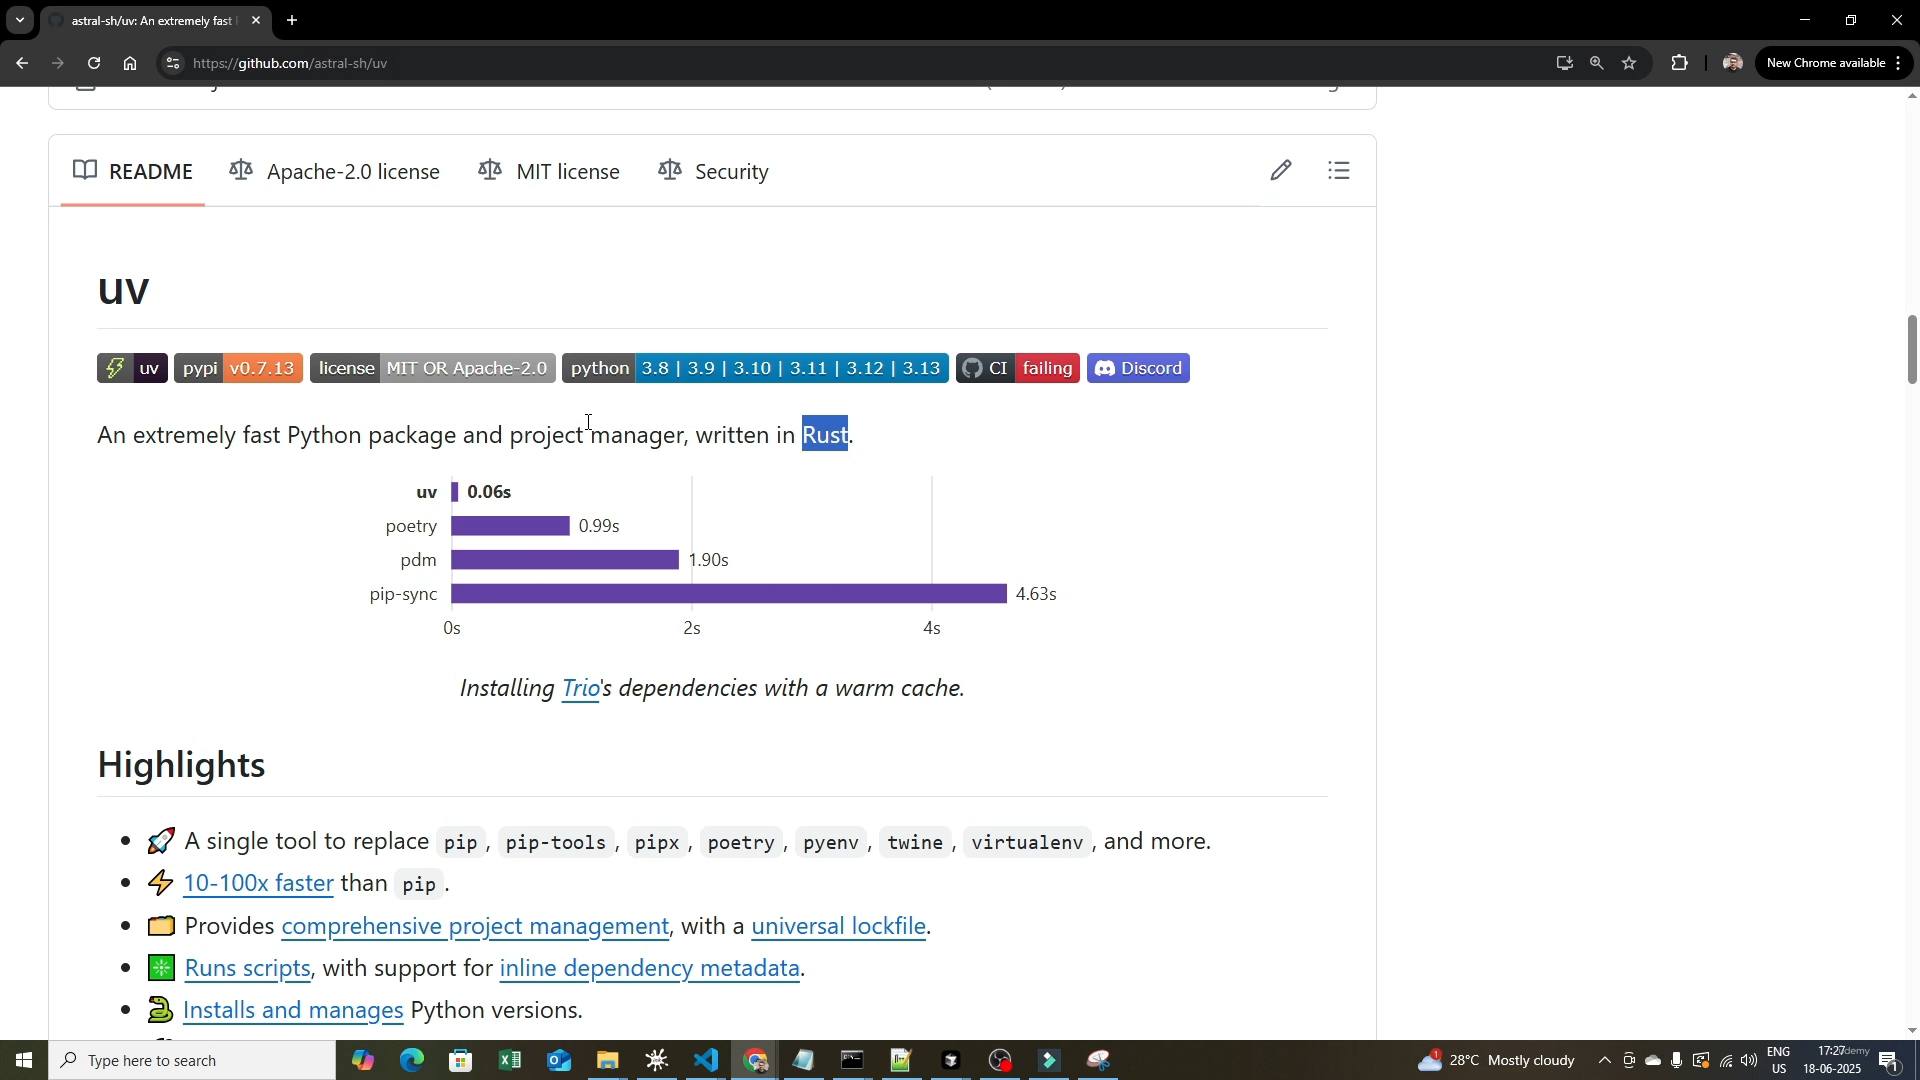 astral-sh/uv: An extremely fast
https://github.com/astral-sh/uv
New Chrome available
README
Apache-2.0 license
MIT license
Security
uv
uv
pypi v0.7.13
license MIT OR Apache-2.0
python 3.8 | 3.9 | 3.10 | 3.11 | 3.12 | 3.13
CI failing
Discord
An extremely fast Python package and project manager, written in Rust.
uv 0.06s
poetry 0.99s
pdm 1.90s
pip-sync 4.63s
0s 2s 4s
Installing Trio's dependencies with a warm cache.
Highlights
🚀 A single tool to replace pip, pip-tools, pipx, poetry, pyenv, twine, virtualenv, and more.
⚡ 10-100x faster than pip.
🗂️ Provides comprehensive project management, with a universal lockfile.
❇️ Runs scripts, with support for inline dependency metadata.
🐍 Installs and manages Python versions.
Type here to search
28°C Mostly cloudy
ENG
US
17:27
18-06-2025